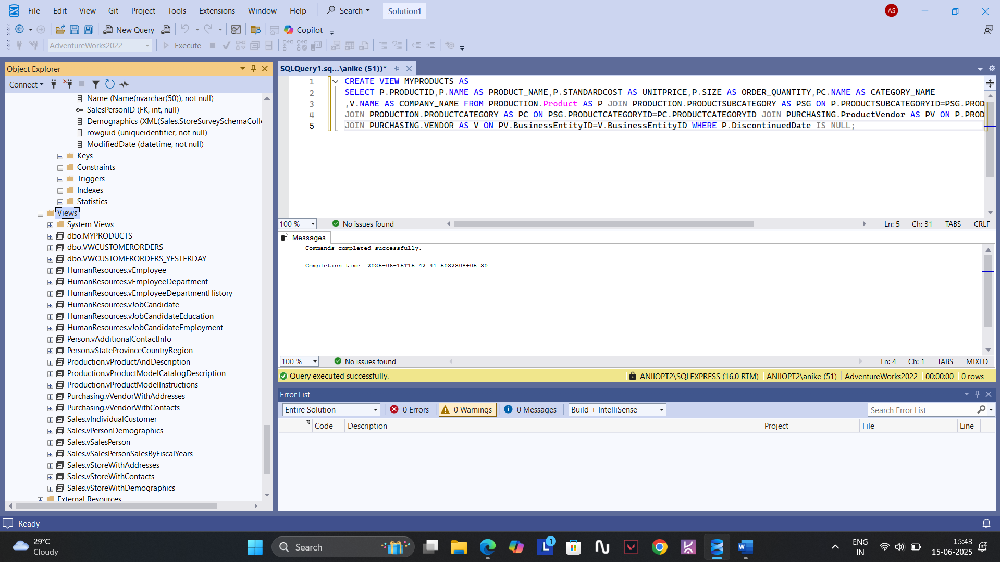 File Edit View Git Project Tools Extensions Window Help Search Solution1 AS
New Query Copilot
AdventureWorks2022 Execute
Object Explorer
Connect
Name (Name(nvarchar(50)), not null)
SalesPersonID (FK, int, null)
Demographics (XML(Sales.StoreSurveySchemaColle
rowguid (uniqueidentifier, not null)
ModifiedDate (datetime, not null)
Keys
Constraints
Triggers
Indexes
Statistics
Views
System Views
dbo.MYPRODUCTS
dbo.VWCUSTOMERORDERS
dbo.VWCUSTOMERORDERS_YESTERDAY
HumanResources.vEmployee
HumanResources.vEmployeeDepartment
HumanResources.vEmployeeDepartmentHistory
HumanResources.vJobCandidate
HumanResources.vJobCandidateEducation
HumanResources.vJobCandidateEmployment
Person.vAdditionalContactInfo
Person.vStateProvinceCountryRegion
Production.vProductAndDescription
Production.vProductModelCatalogDescription
Production.vProductModelInstructions
Purchasing.vVendorWithAddresses
Purchasing.vVendorWithContacts
Sales.vIndividualCustomer
Sales.vPersonDemographics
Sales.vSalesPerson
Sales.vSalesPersonSalesByFiscalYears
Sales.vStoreWithAddresses
Sales.vStoreWithContacts
Sales.vStoreWithDemographics
External Resources
SQLQuery1.sq...\anike (51))*
1 CREATE VIEW MYPRODUCTS AS
2 SELECT P.PRODUCTID,P.NAME AS PRODUCT_NAME,P.STANDARDCOST AS UNITPRICE,P.SIZE AS ORDER_QUANTITY,PC.NAME AS CATEGORY_NAME
3 ,V.NAME AS COMPANY_NAME FROM PRODUCTION.Product AS P JOIN PRODUCTION.PRODUCTSUBCATEGORY AS PSG ON P.PRODUCTSUBCATEGORYID=PSG.PROD
4 JOIN PRODUCTION.PRODUCTCATEGORY AS PC ON PSG.PRODUCTCATEGORYID=PC.PRODUCTCATEGORYID JOIN PURCHASING.ProductVendor AS PV ON P.PROD
5 JOIN PURCHASING.VENDOR AS V ON PV.BusinessEntityID=V.BusinessEntityID WHERE P.DiscontinuedDate IS NULL;
100 % No issues found Ln: 5 Ch: 31 TABS CRLF
Messages
Commands completed successfully.
Completion time: 2025-06-15T15:42:41.5032308+05:30
100 % No issues found Ln: 4 Ch: 1 TABS MIXED
Query executed successfully. ANIIOPT2\SQLEXPRESS (16.0 RTM) ANIIOPT2\anike (51) AdventureWorks2022 00:00:00 0 rows
Error List
Entire Solution 0 Errors 0 Warnings 0 Messages Build + IntelliSense Search Error List
Code Description Project File Line
Ready
29°C
Cloudy
Search
1
ENG
IN
15:43
15-06-2025